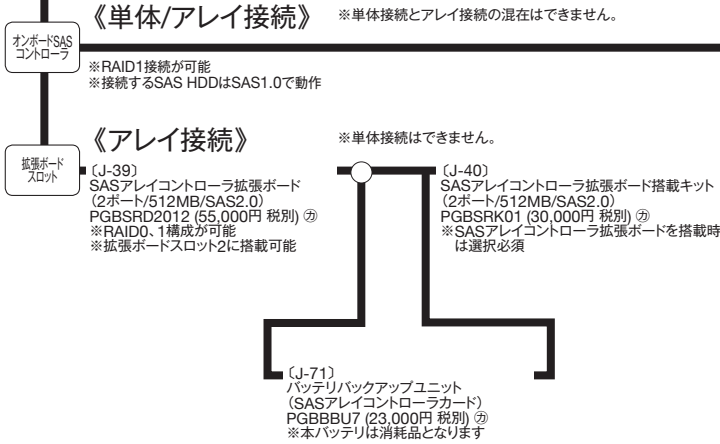 《単体/アレイ接続》
※単体接続とアレイ接続の混在はできません。
オンボードSAS
コントローラ
※RAID1接続が可能
※接続するSAS HDDはSAS1.0で動作
《アレイ接続》
※単体接続はできません。
拡張ボード
スロット
〔J-39〕
SASアレイコントローラ拡張ボード
(2ポート/512MB/SAS2.0)
PGBSRD2012 (55,000円 税別) ㋕
※RAID0、1構成が可能
※拡張ボードスロット2に搭載可能
〔J-40〕
SASアレイコントローラ拡張ボード搭載キット
(2ポート/512MB/SAS2.0)
PGBSRK01 (30,000円 税別) ㋕
※SASアレイコントローラ拡張ボードを搭載時
は選択必須
〔J-71〕
バッテリバックアップユニット
(SASアレイコントローラカード)
PGBBBU7 (23,000円 税別) ㋕
※本バッテリは消耗品となります